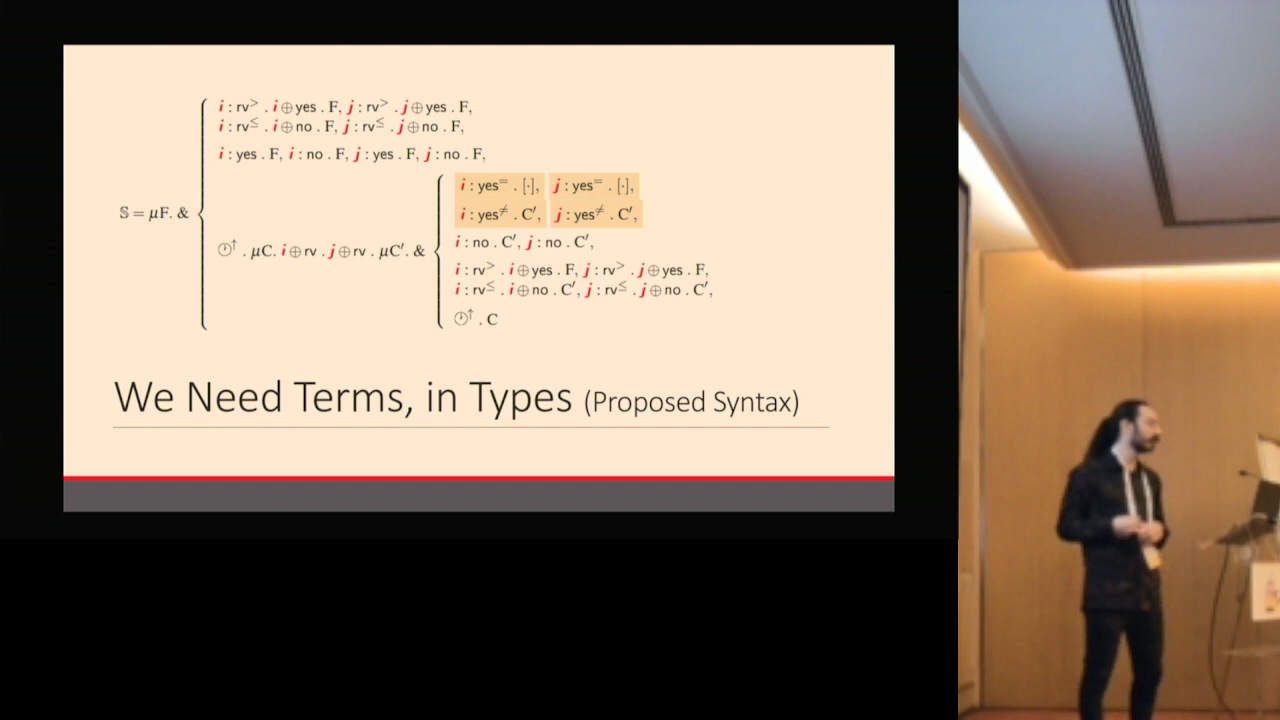 i : rv> . i ⊕ yes . F, j : rv> . j ⊕ yes . F,
i : rv≤ . i ⊕ no . F, j : rv≤ . j ⊕ no . F,
i : yes . F, i : no . F, j : yes . F, j : no . F,
i : yes⁼ . [·], j : yes⁼ . [·],
𝕊 = μF. &
i : yes≠ . C′, j : yes≠ . C′,
i : no . C′, j : no . C′,
⏲↑ . μC. i ⊕ rv . j ⊕ rv . μC′. &
i : rv> . i ⊕ yes . F, j : rv> . j ⊕ yes . F,
i : rv≤ . i ⊕ no . C′, j : rv≤ . j ⊕ no . C′,
⏲↑ . C
We Need Terms, in Types (Proposed Syntax)